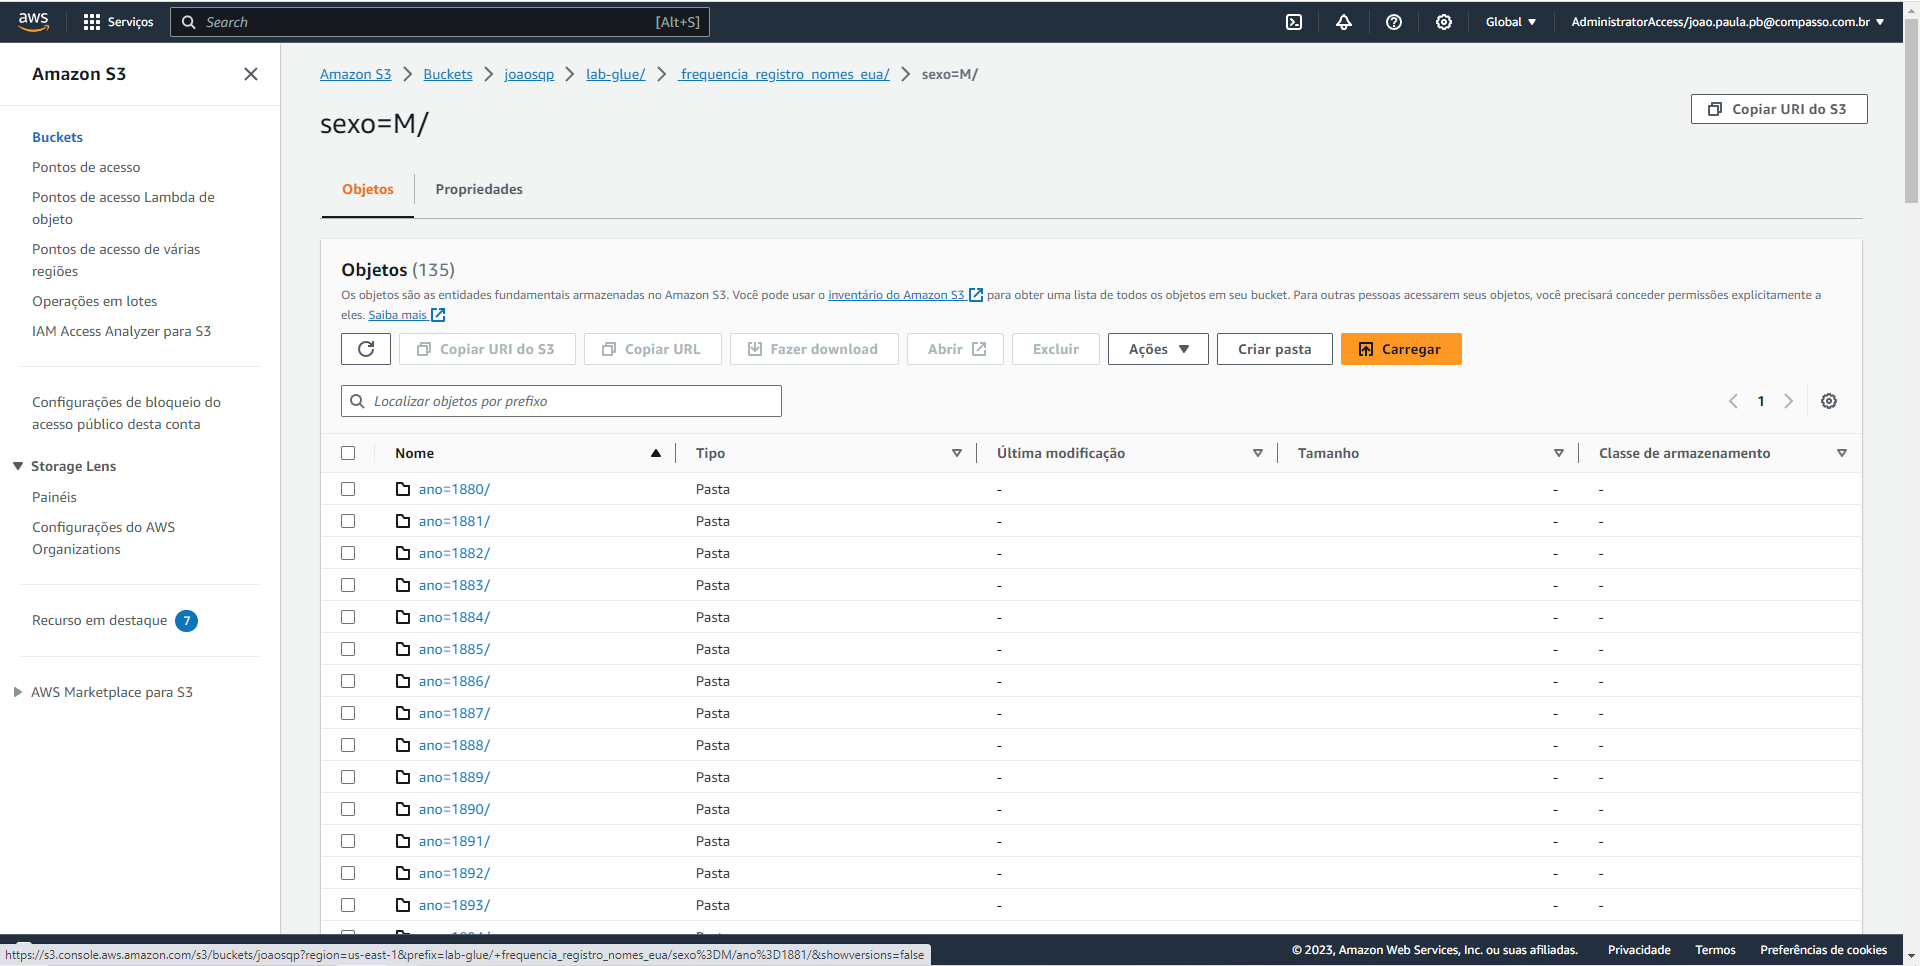 aws
Serviços
Search
[Alt+S]
Global
AdministratorAccess/joao.paula.pb@compasso.com.br
Amazon S3
Buckets
Pontos de acesso
Pontos de acesso Lambda de
objeto
Pontos de acesso de várias
regiões
Operações em lotes
IAM Access Analyzer para S3
Configurações de bloqueio do
acesso público desta conta
Storage Lens
Painéis
Configurações do AWS
Organizations
Recurso em destaque 7
AWS Marketplace para S3
Amazon S3 > Buckets > joaosqp > lab-glue/ > frequencia_registro_nomes_eua/ > sexo=M/
sexo=M/
Copiar URI do S3
Objetos
Propriedades
Objetos (135)
Os objetos são as entidades fundamentais armazenadas no Amazon S3. Você pode usar o inventário do Amazon S3 para obter uma lista de todos os objetos em seu bucket. Para outras pessoas acessarem seus objetos, você precisará conceder permissões explicitamente a
eles. Saiba mais
Copiar URI do S3
Copiar URL
Fazer download
Abrir
Excluir
Ações
Criar pasta
Carregar
Localizar objetos por prefixo
1
Nome Tipo Última modificação Tamanho Classe de armazenamento
ano=1880/ Pasta - - -
ano=1881/ Pasta - - -
ano=1882/ Pasta - - -
ano=1883/ Pasta - - -
ano=1884/ Pasta - - -
ano=1885/ Pasta - - -
ano=1886/ Pasta - - -
ano=1887/ Pasta - - -
ano=1888/ Pasta - - -
ano=1889/ Pasta - - -
ano=1890/ Pasta - - -
ano=1891/ Pasta - - -
ano=1892/ Pasta - - -
ano=1893/ Pasta - - -
https://s3.console.aws.amazon.com/s3/buckets/joaosqp?region=us-east-1&prefix=lab-glue/+frequencia_registro_nomes_eua/sexo%3DM/ano%3D1881/&showversions=false
© 2023, Amazon Web Services, Inc. ou suas afiliadas.
Privacidade
Termos
Preferências de cookies